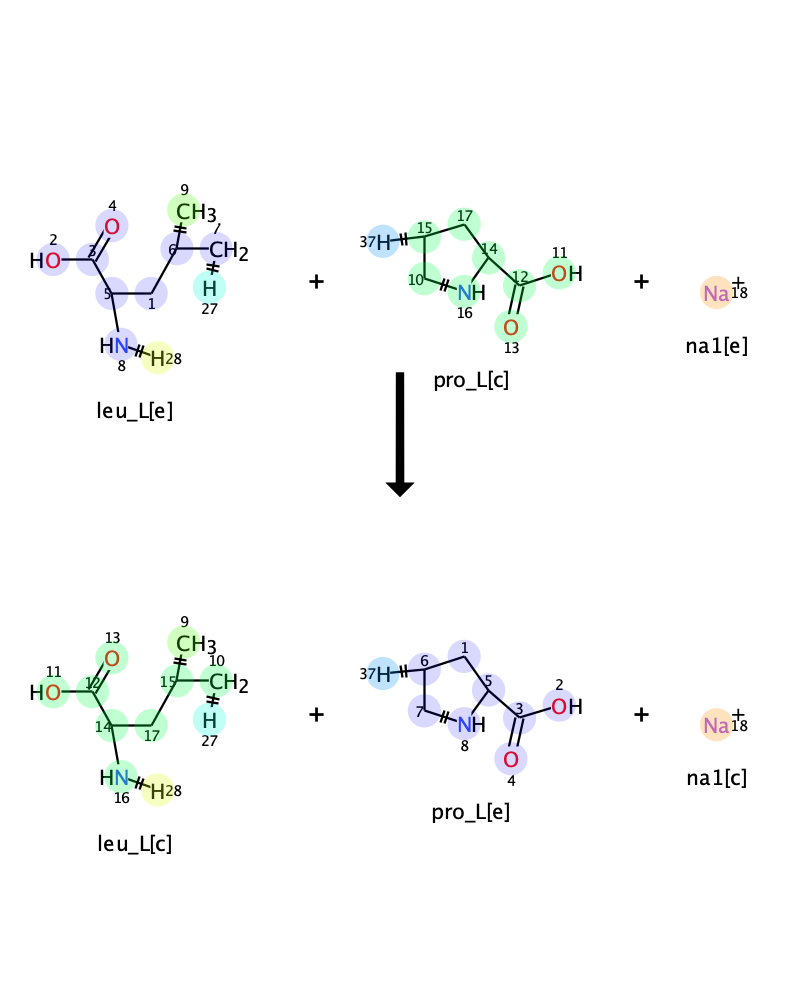 9
CH3
4
O
7
2
HO
3
6
CH2
H
27
5
1
HN
8
H28
leu_L[e]
+
37H
15
17
14
11
OH
10
12
NH
16
O
13
pro_L[c]
+
Na+
18
na1[e]
9
CH3
13
O
10
11
HO
12
15
CH2
H
27
14
17
HN
16
H28
leu_L[c]
+
37H
6
1
5
2
OH
7
3
NH
8
O
4
pro_L[e]
+
Na+
18
na1[c]